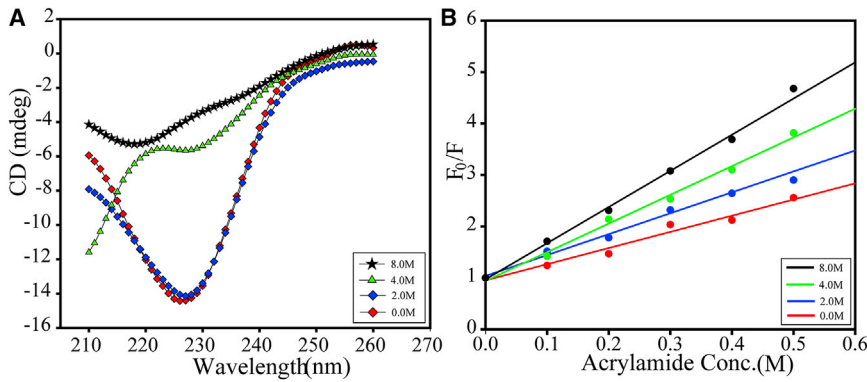 A
2
0
-2
-4
-6
-8
-10
-12
-14
-16
CD (mdeg)
210
220
230
240
250
260
270
Wavelength(nm)
8.0M
4.0M
2.0M
0.0M
B
6
5
4
3
2
1
0
F0/F
0.0
0.1
0.2
0.3
0.4
0.5
0.6
Acrylamide Conc.(M)
8.0M
4.0M
2.0M
0.0M